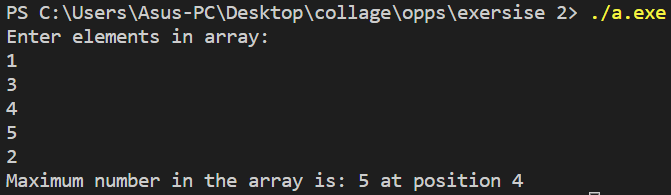 PS C:\Users\Asus-PC\Desktop\collage\opps\exersise 2> ./a.exe
Enter elements in array:
1
3
4
5
2
Maximum number in the array is: 5 at position 4